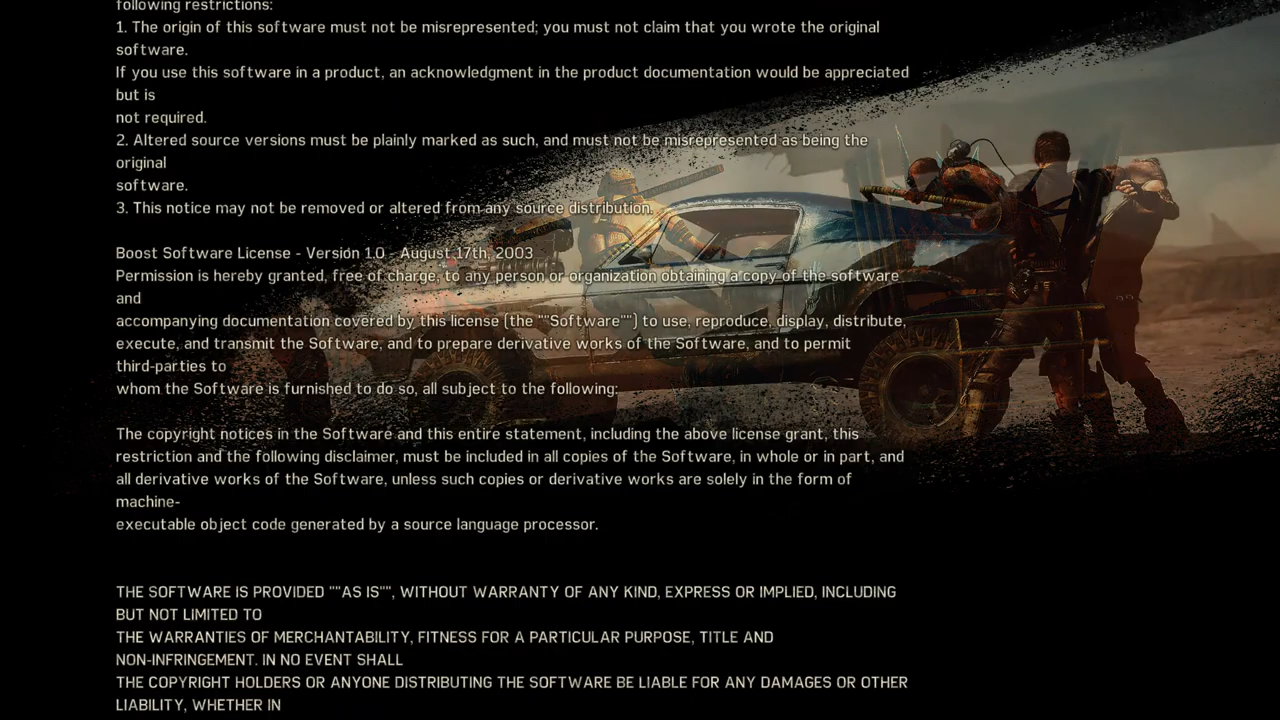 following restrictions:
1. The origin of this software must not be misrepresented; you must not claim that you wrote the original
software.
If you use this software in a product, an acknowledgment in the product documentation would be appreciated
but is
not required.
2. Altered source versions must be plainly marked as such, and must not be misrepresented as being the
original
software.
3. This notice may not be removed or altered from any source distribution.
Boost Software License - Version 1.0 - August 17th, 2003
Permission is hereby granted, free of charge, to any person or organization obtaining a copy of the software
and
accompanying documentation covered by this license (the ""Software"") to use, reproduce, display, distribute,
execute, and transmit the Software, and to prepare derivative works of the Software, and to permit
third-parties to
whom the Software is furnished to do so, all subject to the following:
The copyright notices in the Software and this entire statement, including the above license grant, this
restriction and the following disclaimer, must be included in all copies of the Software, in whole or in part, and
all derivative works of the Software, unless such copies or derivative works are solely in the form of
machine-
executable object code generated by a source language processor.
THE SOFTWARE IS PROVIDED ""AS IS"", WITHOUT WARRANTY OF ANY KIND, EXPRESS OR IMPLIED, INCLUDING
BUT NOT LIMITED TO
THE WARRANTIES OF MERCHANTABILITY, FITNESS FOR A PARTICULAR PURPOSE, TITLE AND
NON-INFRINGEMENT. IN NO EVENT SHALL
THE COPYRIGHT HOLDERS OR ANYONE DISTRIBUTING THE SOFTWARE BE LIABLE FOR ANY DAMAGES OR OTHER
LIABILITY, WHETHER IN